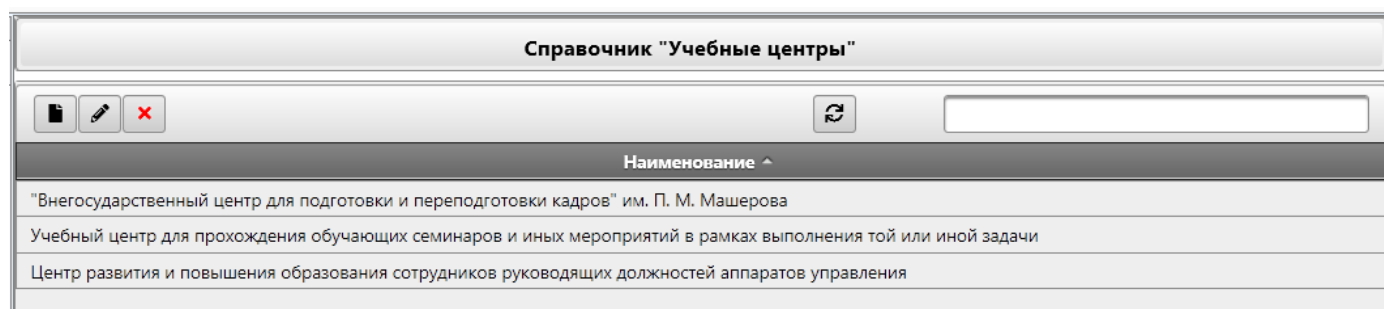 Справочник "Учебные центры"
Наименование
"Внегосударственный центр для подготовки и переподготовки кадров" им. П. М. Машерова
Учебный центр для прохождения обучающих семинаров и иных мероприятий в рамках выполнения той или иной задачи
Центр развития и повышения образования сотрудников руководящих должностей аппаратов управления